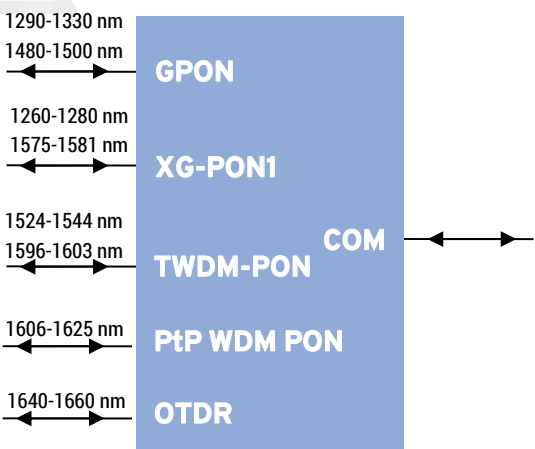 1290-1330 nm
1480-1500 nm
GPON
1260-1280 nm
1575-1581 nm
XG-PON1
1524-1544 nm
1596-1603 nm
TWDM-PON
COM
1606-1625 nm
PtP WDM PON
1640-1660 nm
OTDR